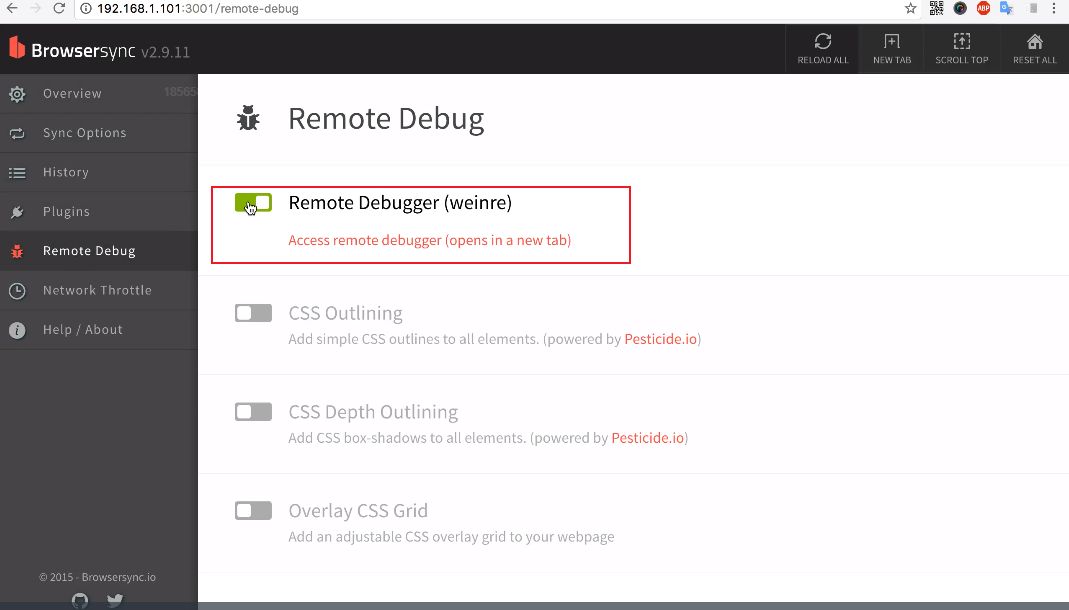 192.168.1.101:3001/remote-debug
ABP
Browsersync v2.9.11
RELOAD ALL
NEW TAB
SCROLL TOP
RESET ALL
Overview
Sync Options
History
Plugins
Remote Debug
Network Throttle
Help / About
© 2015 - Browsersync.io
Remote Debug
Remote Debugger (weinre)
Access remote debugger (opens in a new tab)
CSS Outlining
Add simple CSS outlines to all elements. (powered by Pesticide.io)
CSS Depth Outlining
Add CSS box-shadows to all elements. (powered by Pesticide.io)
Overlay CSS Grid
Add an adjustable CSS overlay grid to your webpage